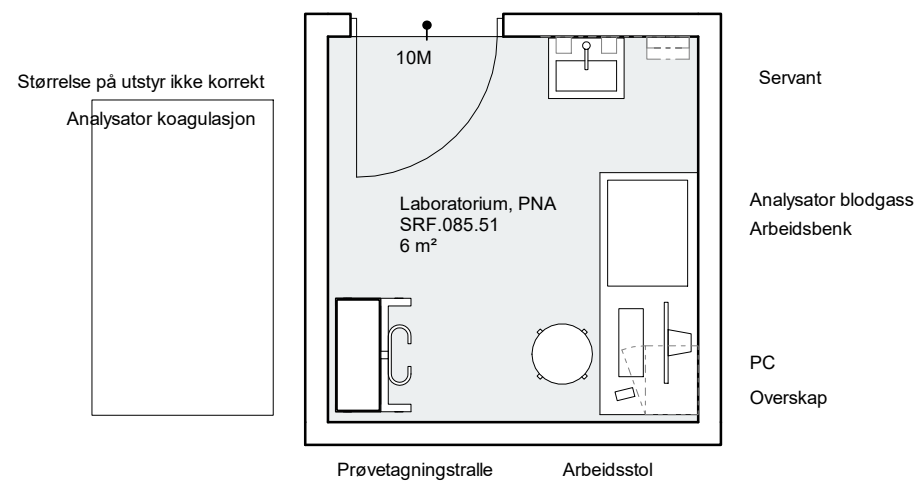 10M
Størrelse på utstyr ikke korrekt
Servant
Analysator koagulasjon
Laboratorium, PNA
SRF.085.51
6 m²
Analysator blodgass
Arbeidsbenk
PC
Overskap
Prøvetagningstralle
Arbeidsstol